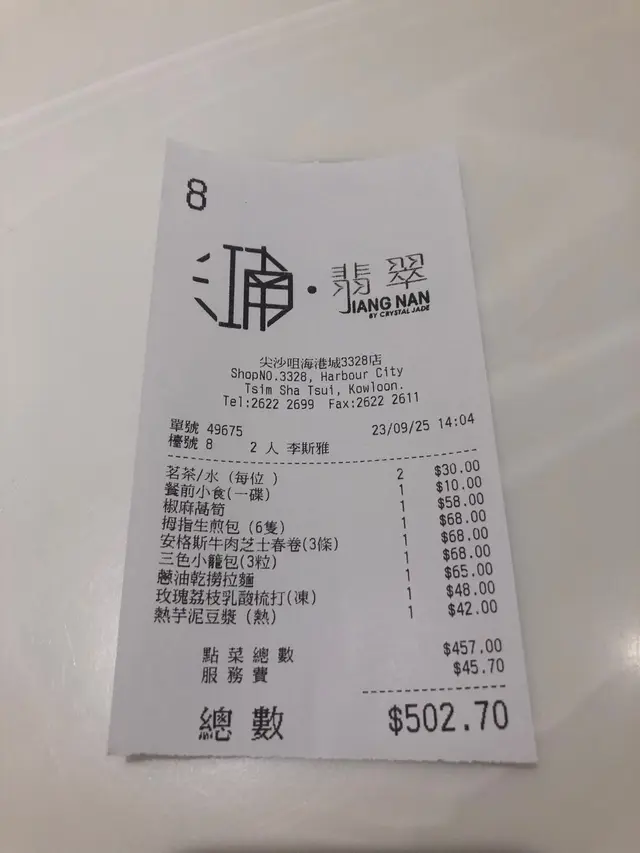 8
江南·翡翠
JIANG NAN
BY CRYSTAL JADE
尖沙咀海港城3328店
ShopNO.3328, Harbour City
Tsim Sha Tsui, Kowloon.
Tel:2622 2699 Fax:2622 2611
單號 49675 23/09/25 14:04
檯號 8 2 人 李斯雅
茗茶/水 (每位 ) 2 $30.00
餐前小食(一碟) 1 $10.00
椒麻萵筍 1 $58.00
拇指生煎包 (6隻) 1 $68.00
安格斯牛肉芝士春卷(3條) 1 $68.00
三色小籠包(3粒) 1 $68.00
蔥油乾撈拉麵 1 $65.00
玫瑰荔枝乳酸梳打(凍) 1 $48.00
熱芋泥豆漿 (熱) 1 $42.00
點菜總數 $457.00
服務費 $45.70
總數 $502.70